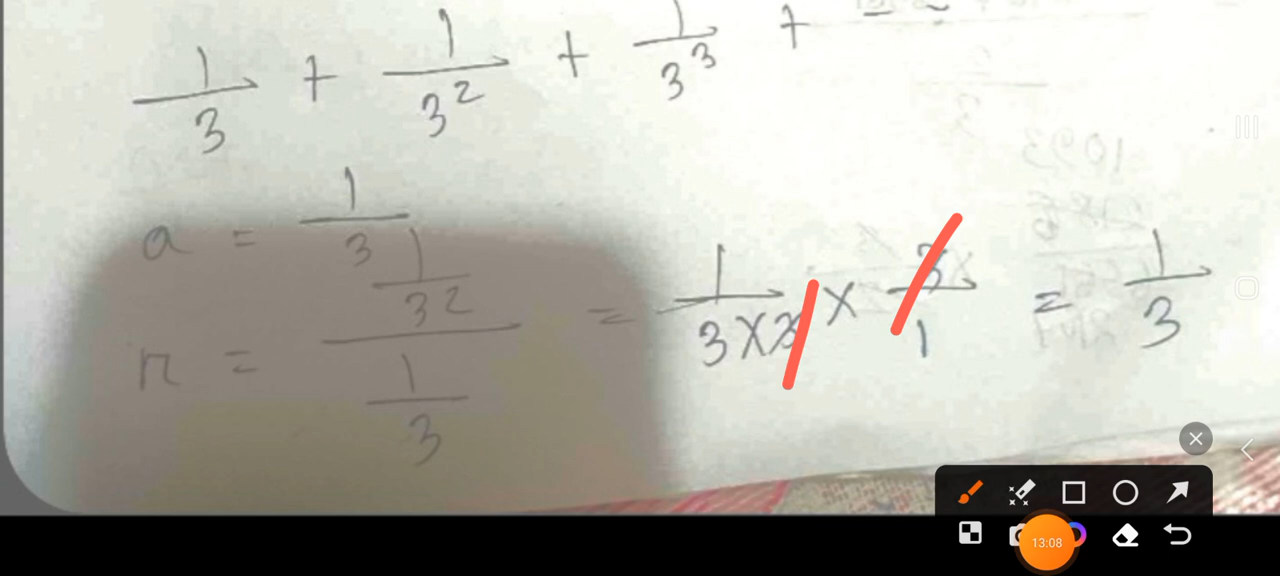 1/3 + 1/3² + 1/3³ + ---
a = 1/3
r = (1/3²)/(1/3) = 1/(3×3) × 3/1 = 1/3
13:08